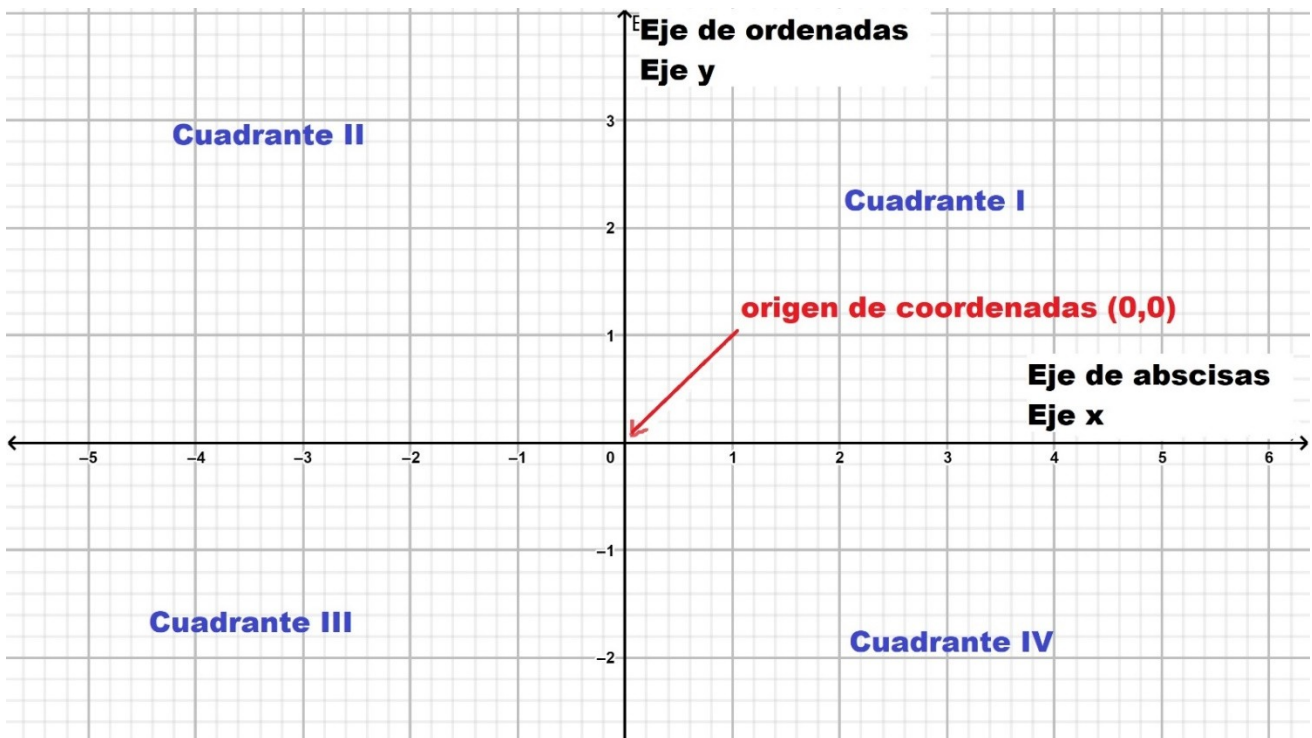 E
Eje de ordenadas
Eje y
Cuadrante II
3
Cuadrante I
2
origen de coordenadas (0,0)
1
Eje de abscisas
Eje x
–5 –4 –3 –2 –1 0 1 2 3 4 5 6
–1
Cuadrante III
Cuadrante IV
–2